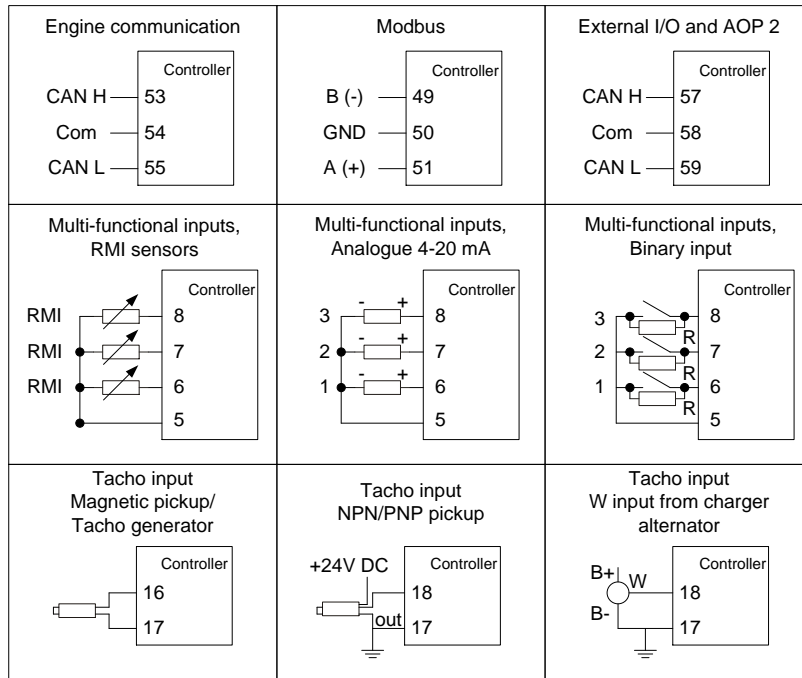 Engine communication
Controller
CAN H 53
Com 54
CAN L 55
Modbus
Controller
B (-) 49
GND 50
A (+) 51
External I/O and AOP 2
Controller
CAN H 57
Com 58
CAN L 59
Multi-functional inputs,
RMI sensors
Controller
RMI 8
RMI 7
RMI 6
5
Multi-functional inputs,
Analogue 4-20 mA
Controller
3 - + 8
2 - + 7
1 - + 6
5
Multi-functional inputs,
Binary input
Controller
3 8
R
2 7
R
1 6
R
5
Tacho input
Magnetic pickup/
Tacho generator
Controller
16
17
Tacho input
NPN/PNP pickup
+24V DC
Controller
18
out 17
Tacho input
W input from charger
alternator
Controller
B+ W 18
B- 17